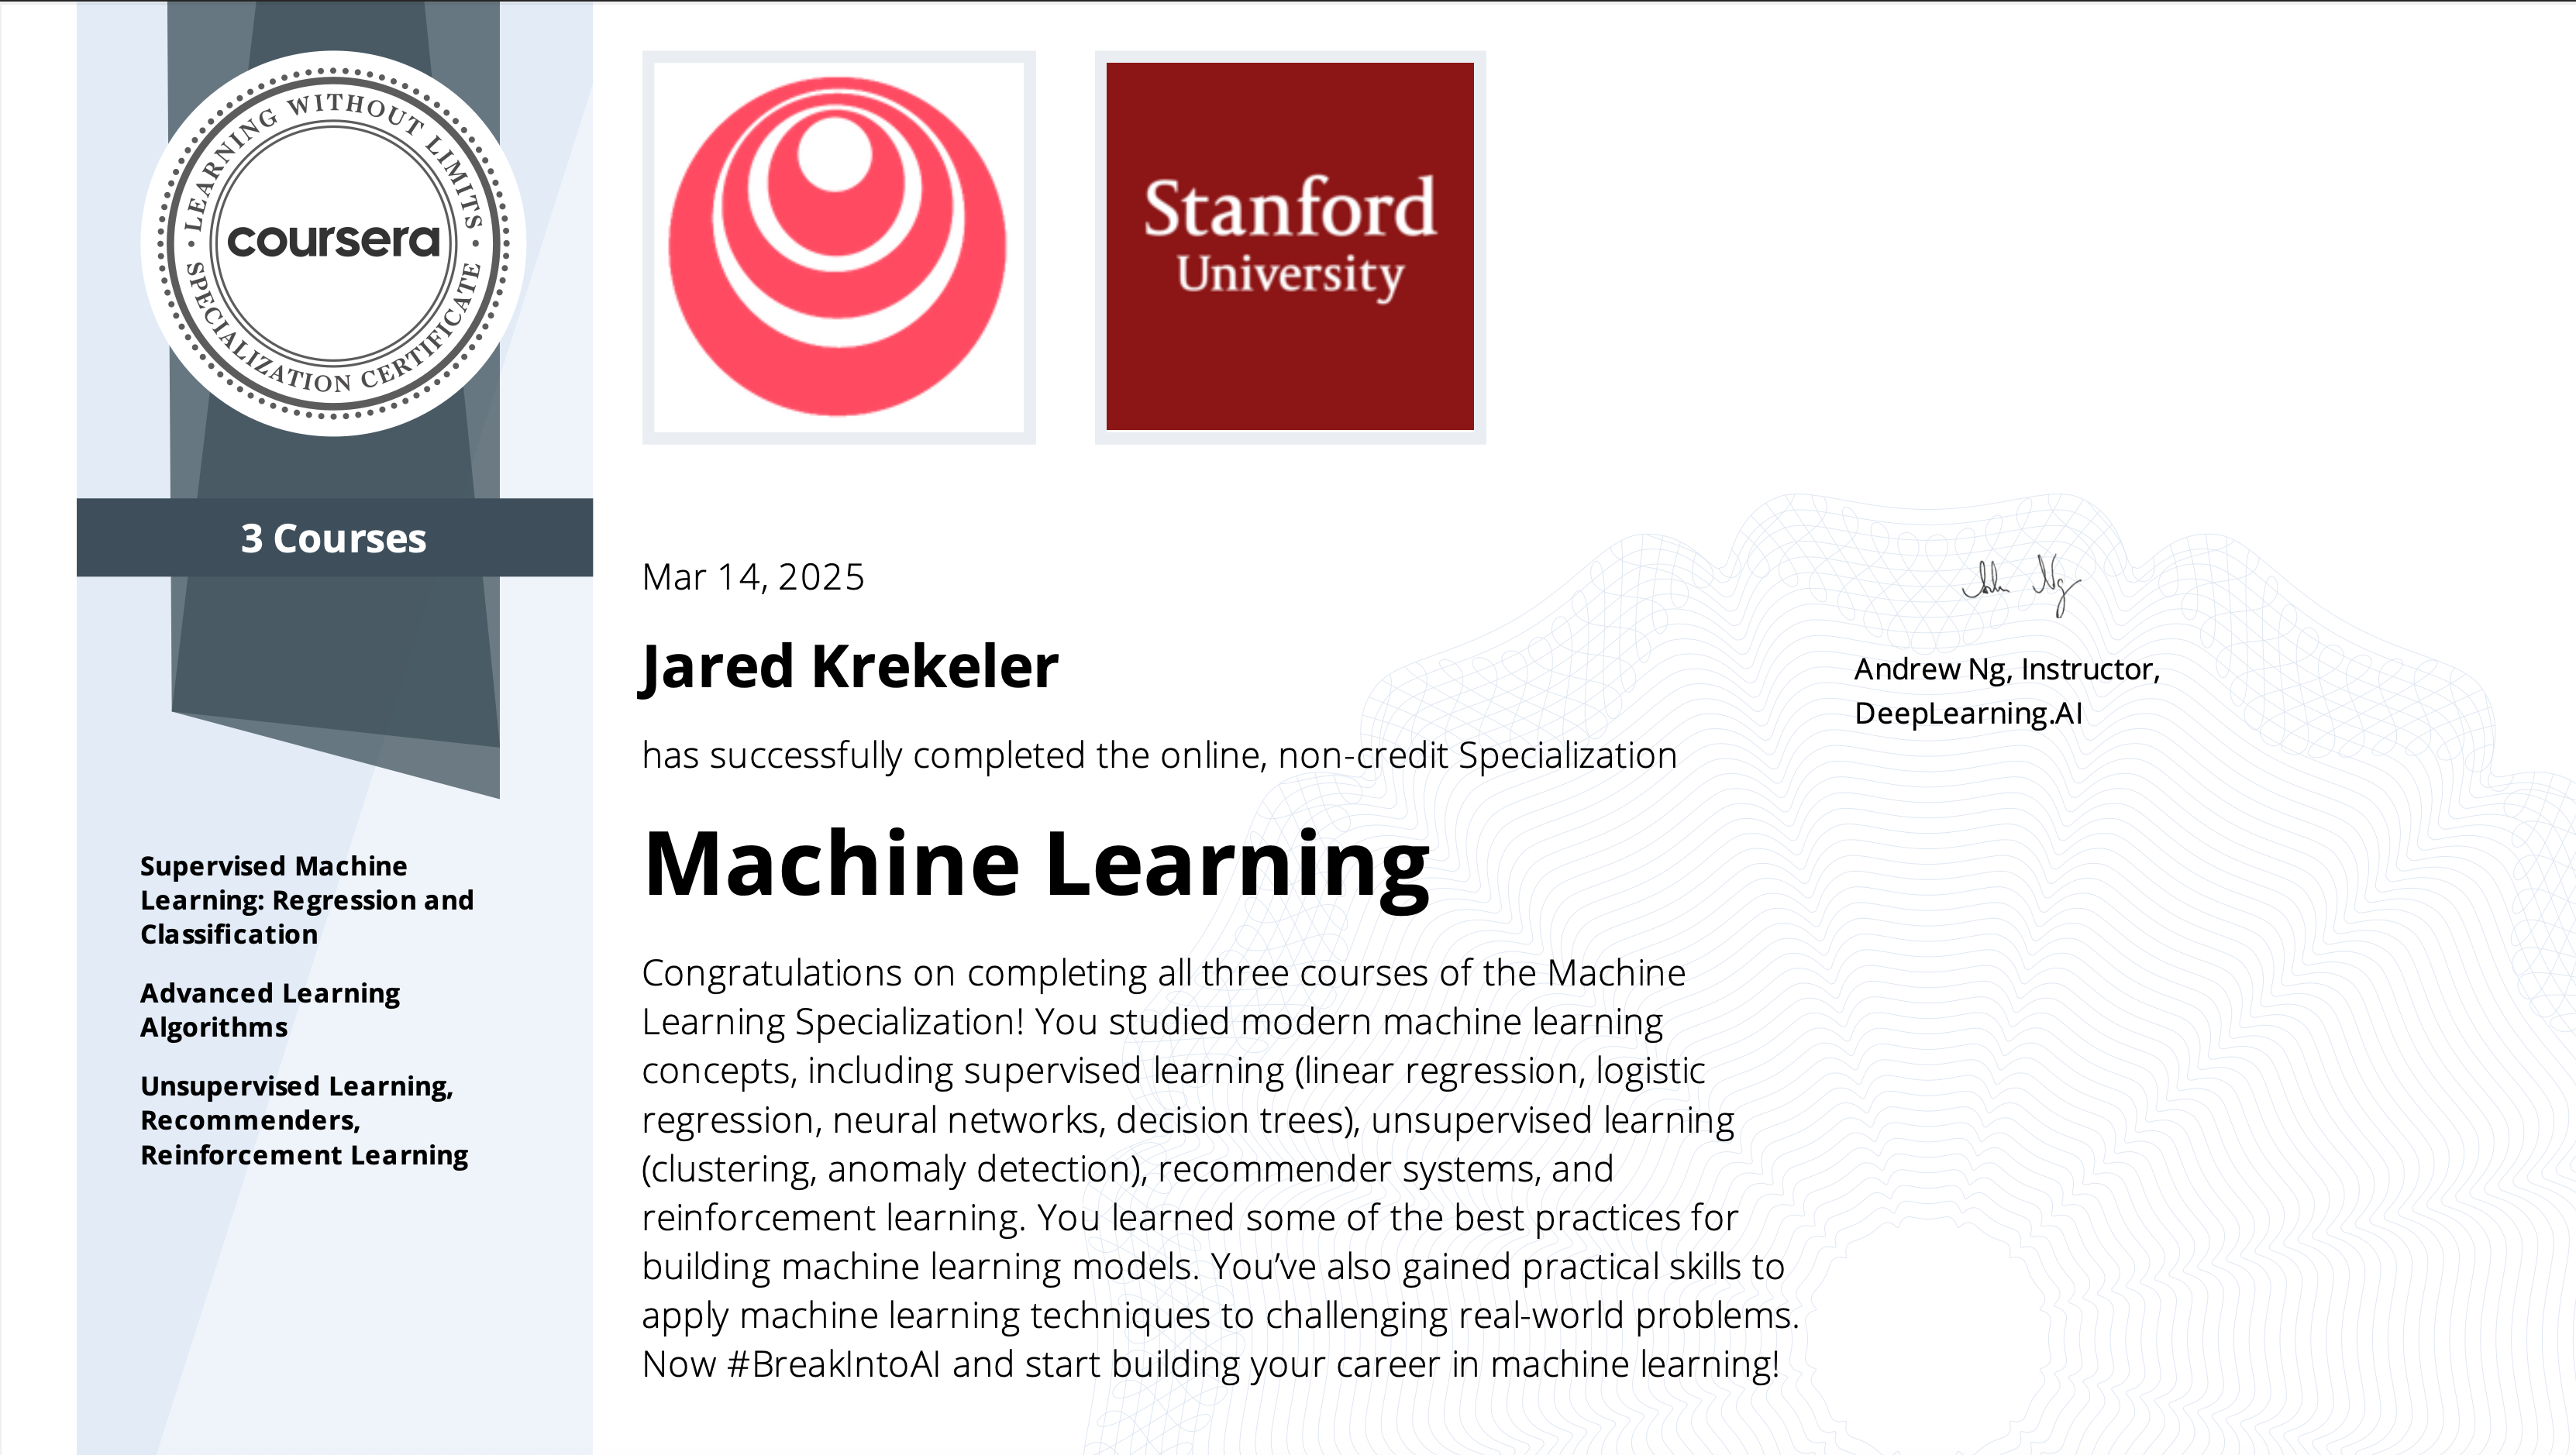 LEARNING WITHOUT LIMITS
coursera
SPECIALIZATION CERTIFICATE
3 Courses
Supervised Machine
Learning: Regression and
Classification
Advanced Learning
Algorithms
Unsupervised Learning,
Recommenders,
Reinforcement Learning
Stanford
University
Mar 14, 2025
Jared Krekeler
has successfully completed the online, non-credit Specialization
Machine Learning
Congratulations on completing all three courses of the Machine
Learning Specialization! You studied modern machine learning
concepts, including supervised learning (linear regression, logistic
regression, neural networks, decision trees), unsupervised learning
(clustering, anomaly detection), recommender systems, and
reinforcement learning. You learned some of the best practices for
building machine learning models. You’ve also gained practical skills to
apply machine learning techniques to challenging real-world problems.
Now #BreakIntoAI and start building your career in machine learning!
Ng
Andrew Ng, Instructor,
DeepLearning.AI